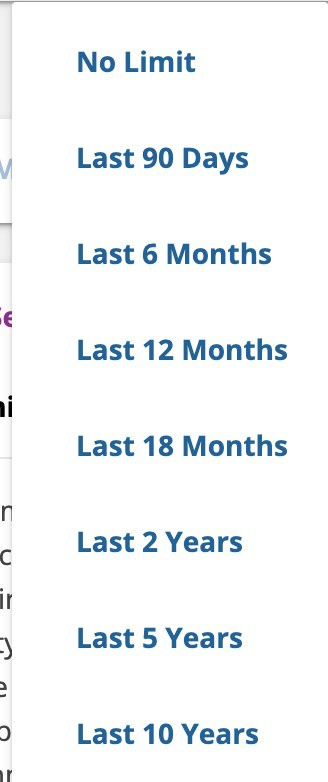 No Limit
Last 90 Days
Last 6 Months
Last 12 Months
Last 18 Months
Last 2 Years
Last 5 Years
Last 10 Years